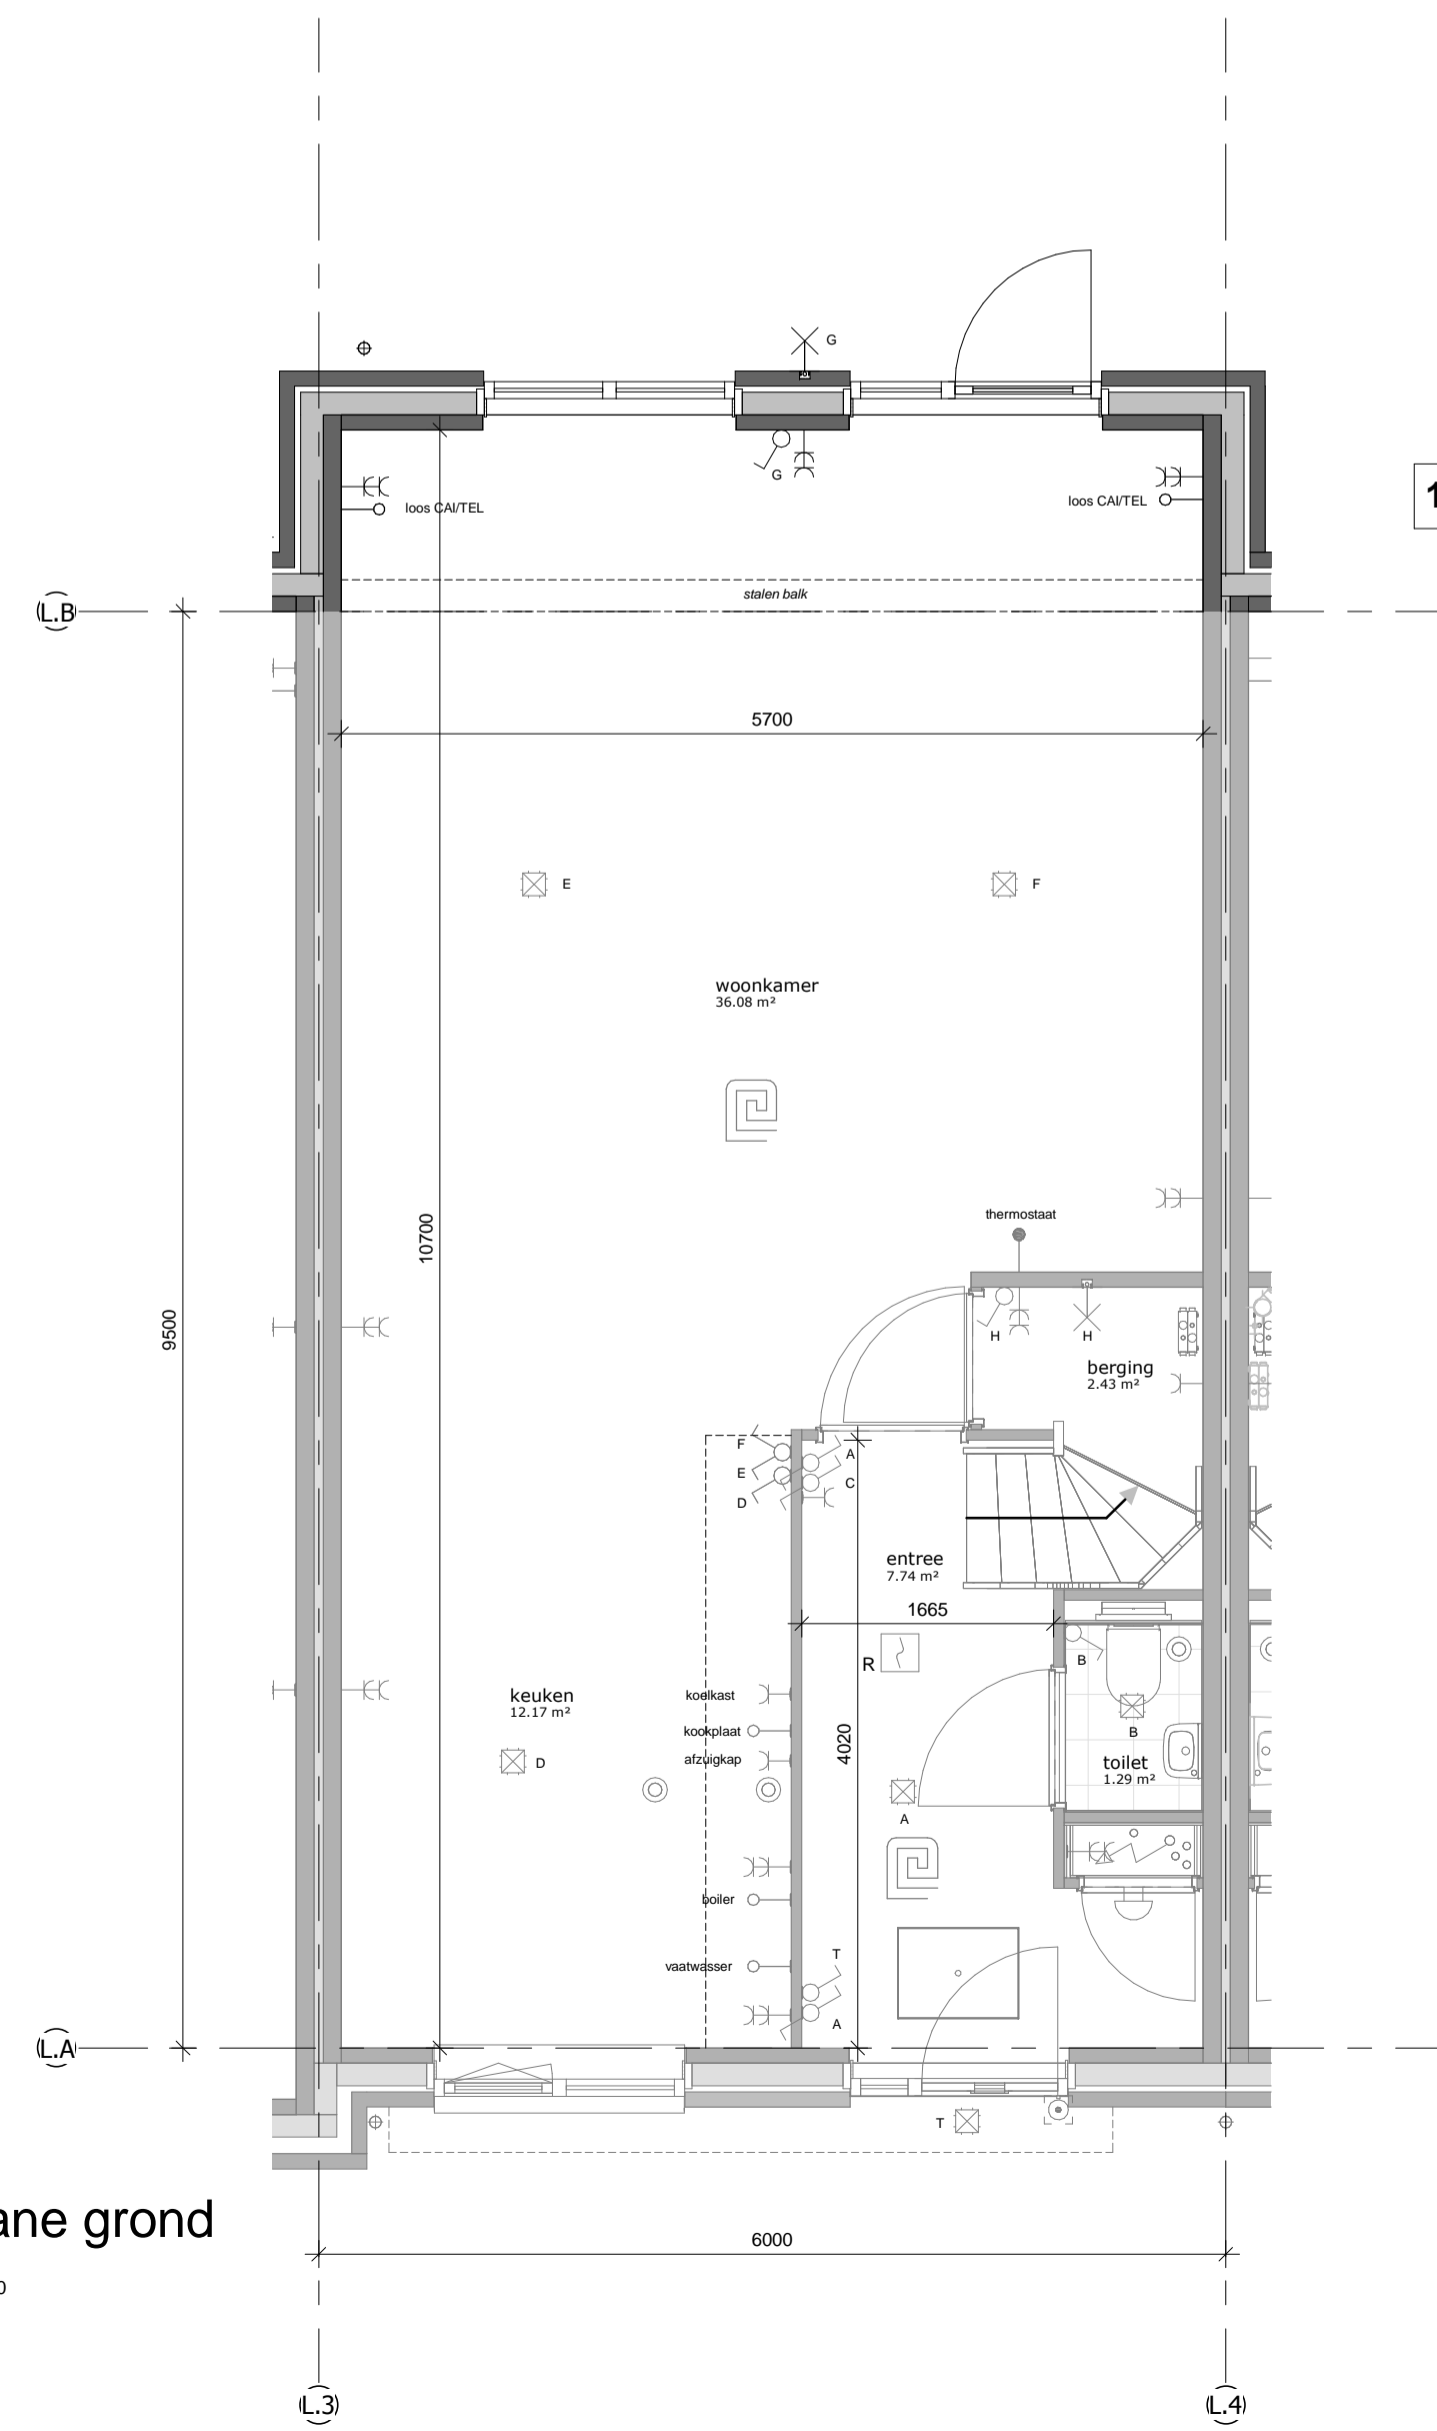 G
G
loos CAI/TEL
loos CAI/TEL
1
stalen balk
L.B
5700
E
F
woonkamer
36.08 m²
thermostaat
10700
9500
H
H
berging
2.43 m²
F
E
D
A
C
entree
7.74 m²
1665
R
B
B
toilet
1.29 m²
keuken
12.17 m²
koelkast
kookplaat
afzuigkap
4020
D
A
boiler
vaatwasser
T
A
L.A
T
ane grond
0
6000
L.3
L.4